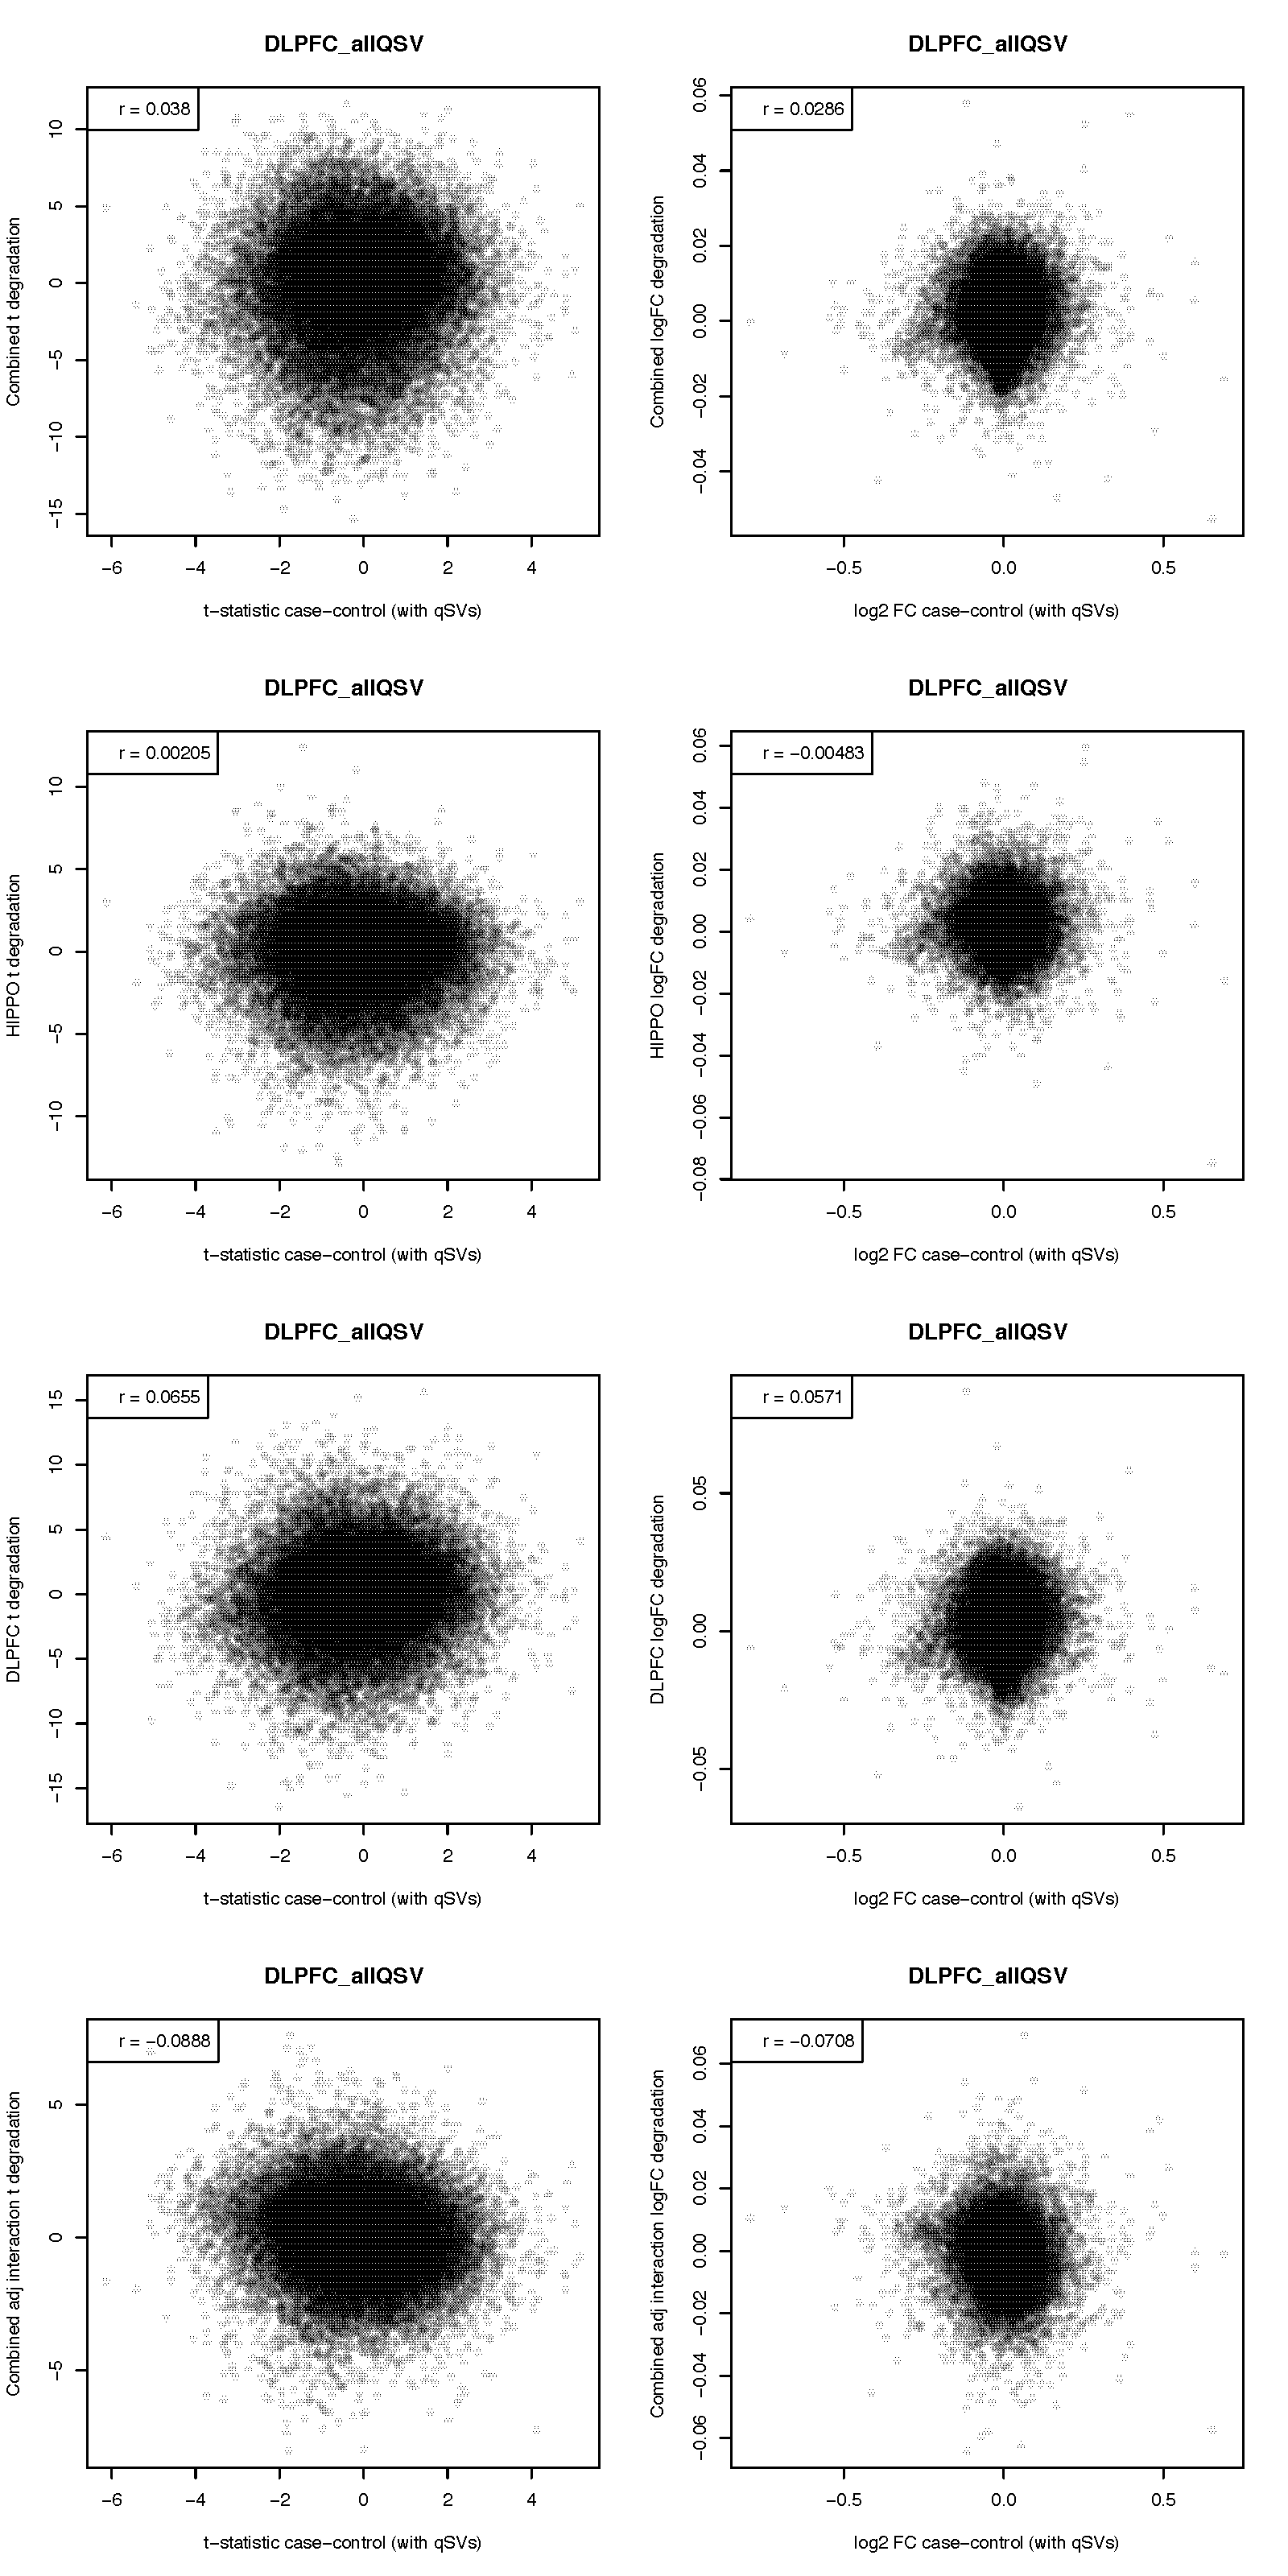 DLPFC_allQSV
r = 0.038
Combined t degradation
10
5
0
−5
−10
−15
−6 −4 −2 0 2 4
t−statistic case−control (with qSVs)
DLPFC_allQSV
r = 0.0286
Combined logFC degradation
0.06
0.04
0.02
0.00
−0.02
−0.04
−0.5 0.0 0.5
log2 FC case−control (with qSVs)
DLPFC_allQSV
r = 0.00205
HIPPO t degradation
10
5
0
−5
−10
−6 −4 −2 0 2 4
t−statistic case−control (with qSVs)
DLPFC_allQSV
r = −0.00483
HIPPO logFC degradation
0.06
0.04
0.02
0.00
−0.02
−0.04
−0.06
−0.08
−0.5 0.0 0.5
log2 FC case−control (with qSVs)
DLPFC_allQSV
r = 0.0655
DLPFC t degradation
15
10
5
0
−5
−10
−15
−6 −4 −2 0 2 4
t−statistic case−control (with qSVs)
DLPFC_allQSV
r = 0.0571
DLPFC logFC degradation
0.05
0.00
−0.05
−0.5 0.0 0.5
log2 FC case−control (with qSVs)
DLPFC_allQSV
r = −0.0888
Combined adj interaction t degradation
5
0
−5
−6 −4 −2 0 2 4
t−statistic case−control (with qSVs)
DLPFC_allQSV
r = −0.0708
Combined adj interaction logFC degradation
0.06
0.04
0.02
0.00
−0.02
−0.04
−0.06
−0.5 0.0 0.5
log2 FC case−control (with qSVs)